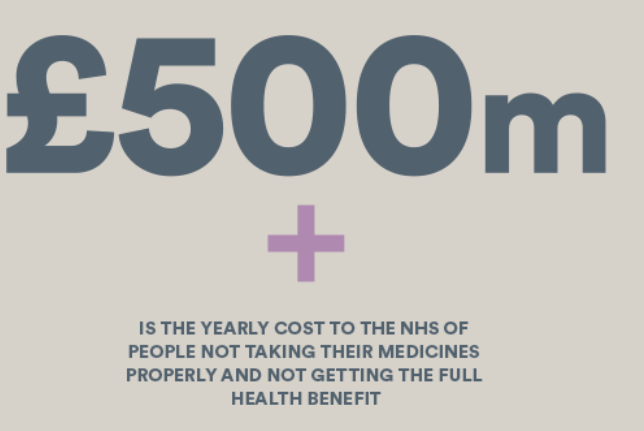 £500m
+
IS THE YEARLY COST TO THE NHS OF
PEOPLE NOT TAKING THEIR MEDICINES
PROPERLY AND NOT GETTING THE FULL
HEALTH BENEFIT